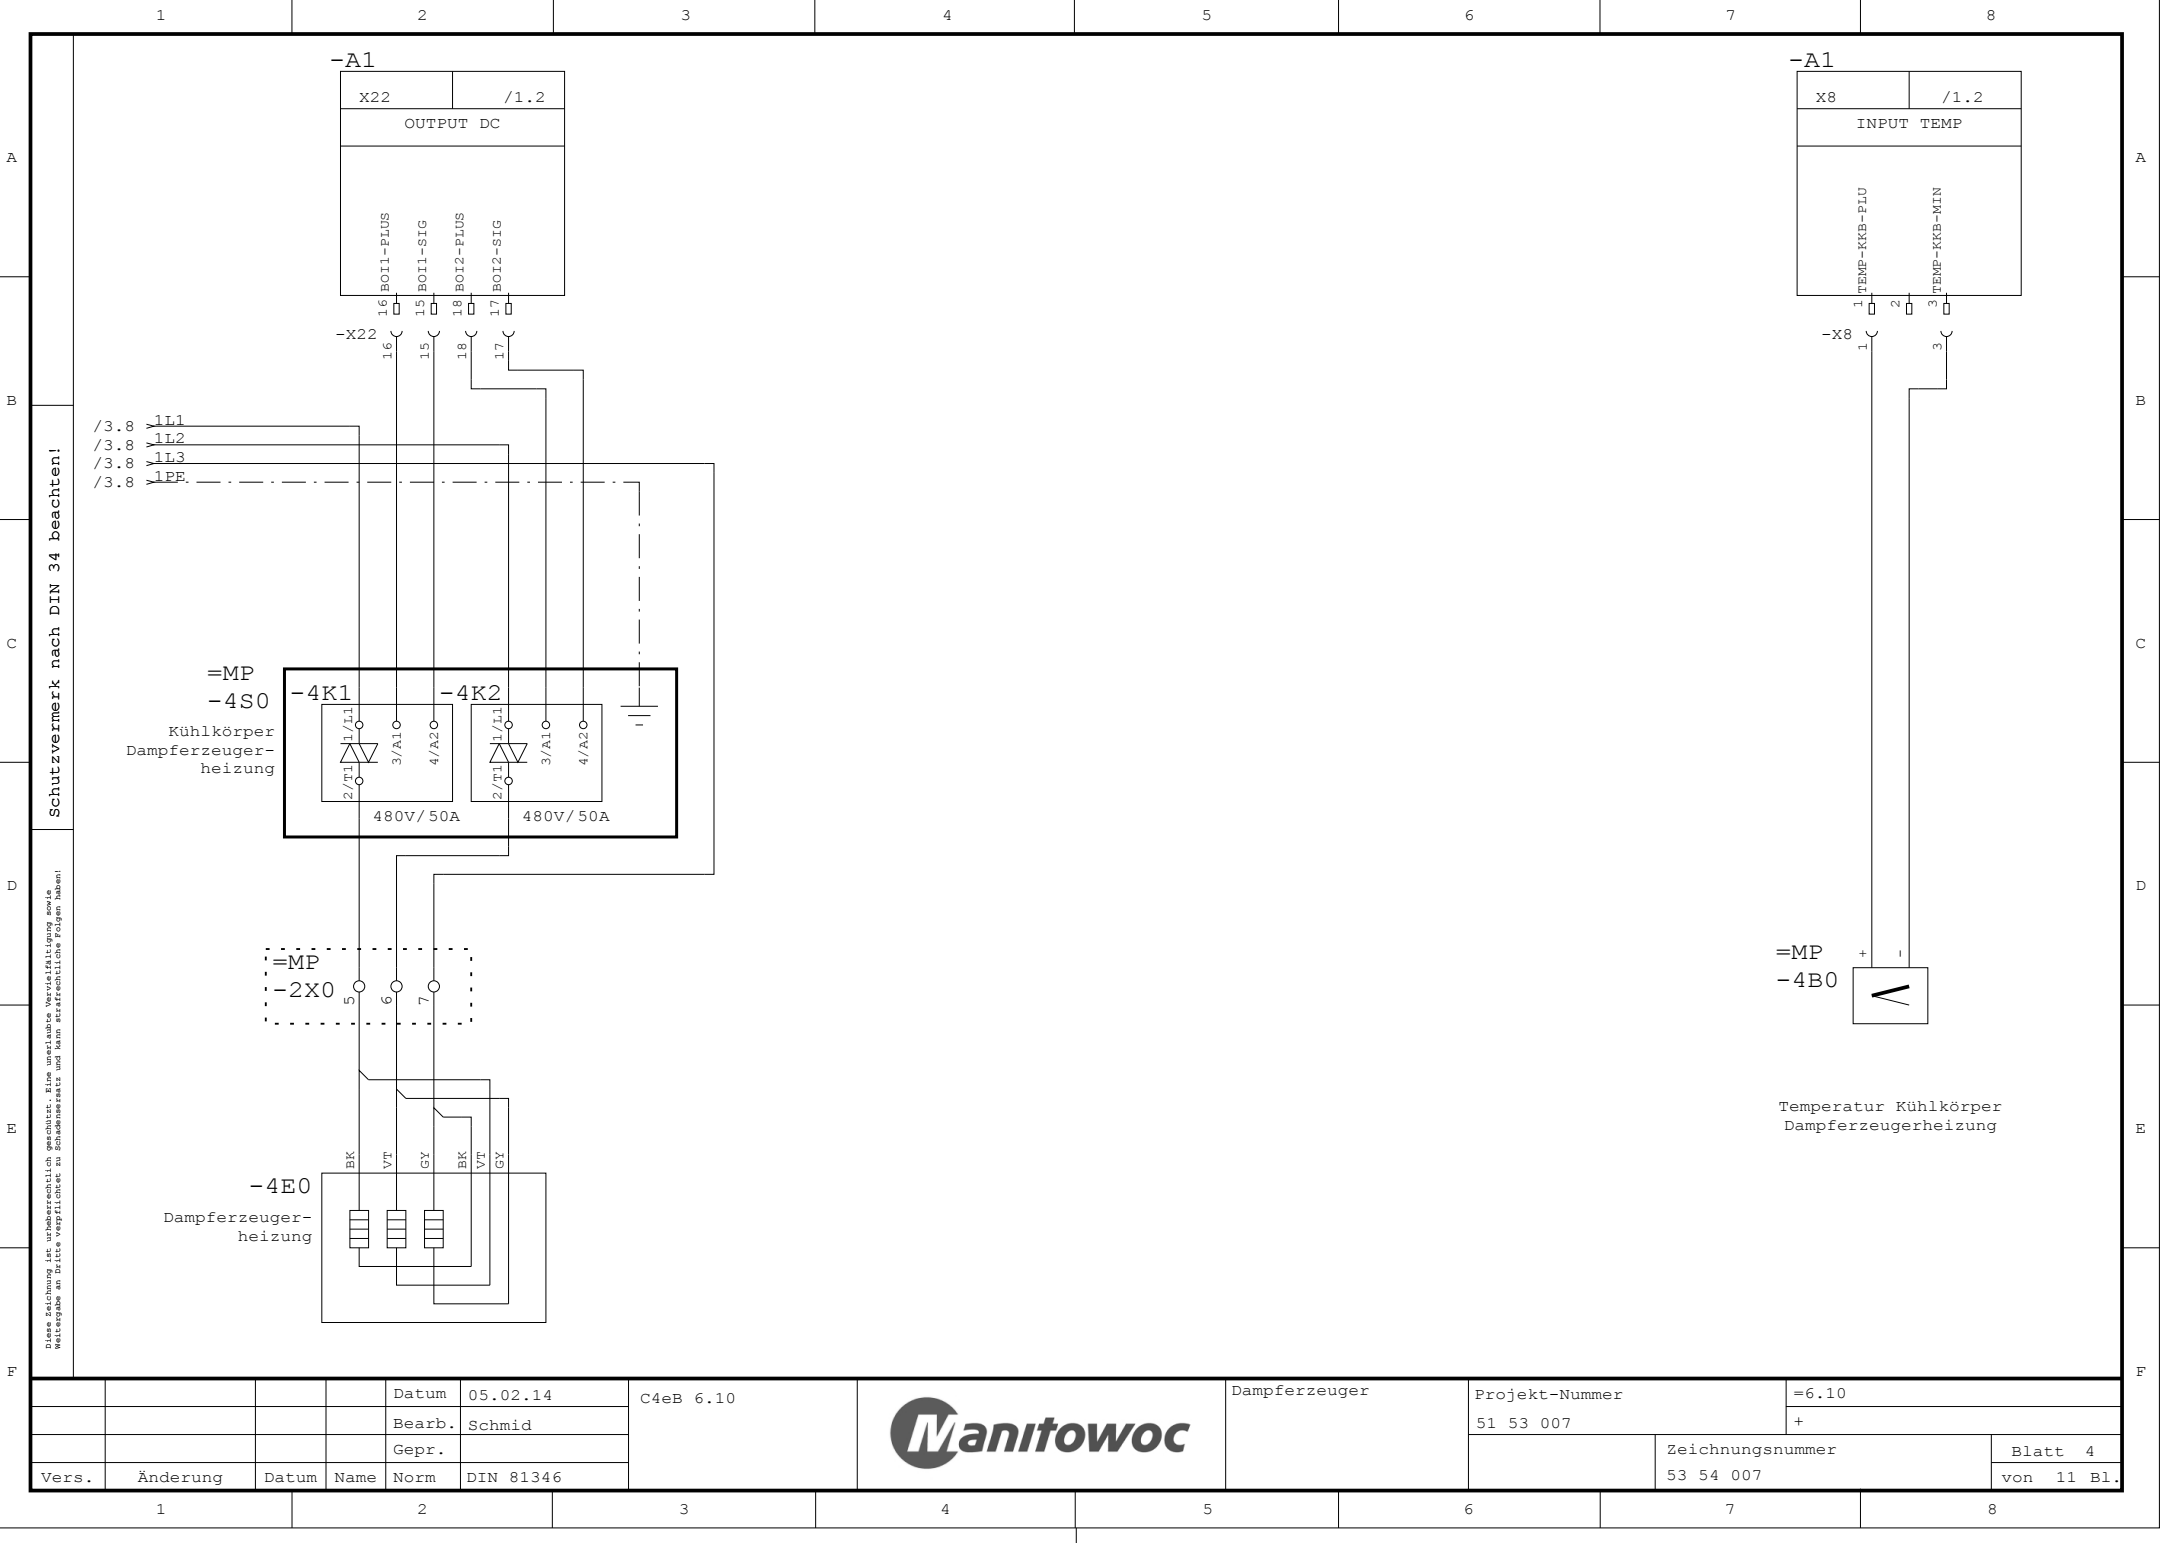 1 2 3 4 5 6 7 8
A
B
C
D
E
F
A
B
C
D
E
F
Schutzvermerk nach DIN 34 beachten!
Diese Zeichnung ist urheberrechtlich geschützt. Eine unerlaubte Vervielfältigung sowie
Weitergabe an Dritte verpflichtet zu Schadensersatz und kann strafrechtliche Folgen haben!
-A1
X22 /1.2
OUTPUT DC
16 BOI1-PLUS
15 BOI1-SIG
18 BOI2-PLUS
17 BOI2-SIG
-X22
16
15
18
17
/3.8 1L1
/3.8 1L2
/3.8 1L3
/3.8 1PE
=MP
-4S0
Kühlkörper
Dampferzeuger-
heizung
-4K1
1/L1
2/T1
3/A1
4/A2
480V/50A
-4K2
1/L1
2/T1
3/A1
4/A2
480V/50A
=MP
-2X0
5
6
7
BK
VT
GY
BK
VT
GY
-4E0
Dampferzeuger-
heizung
-A1
X8 /1.2
INPUT TEMP
1 TEMP-KKB-PLU
2
3 TEMP-KKB-MIN
-X8
1
3
=MP
-4B0
+ -
Temperatur Kühlkörper
Dampferzeugerheizung
Datum 05.02.14
Bearb. Schmid
Gepr.
Vers. Änderung Datum Name Norm DIN 81346
C4eB 6.10
Manitowoc
Dampferzeuger
Projekt-Nummer
51 53 007
=6.10
+
Zeichnungsnummer
53 54 007
Blatt 4
von 11 Bl.
1 2 3 4 5 6 7 8